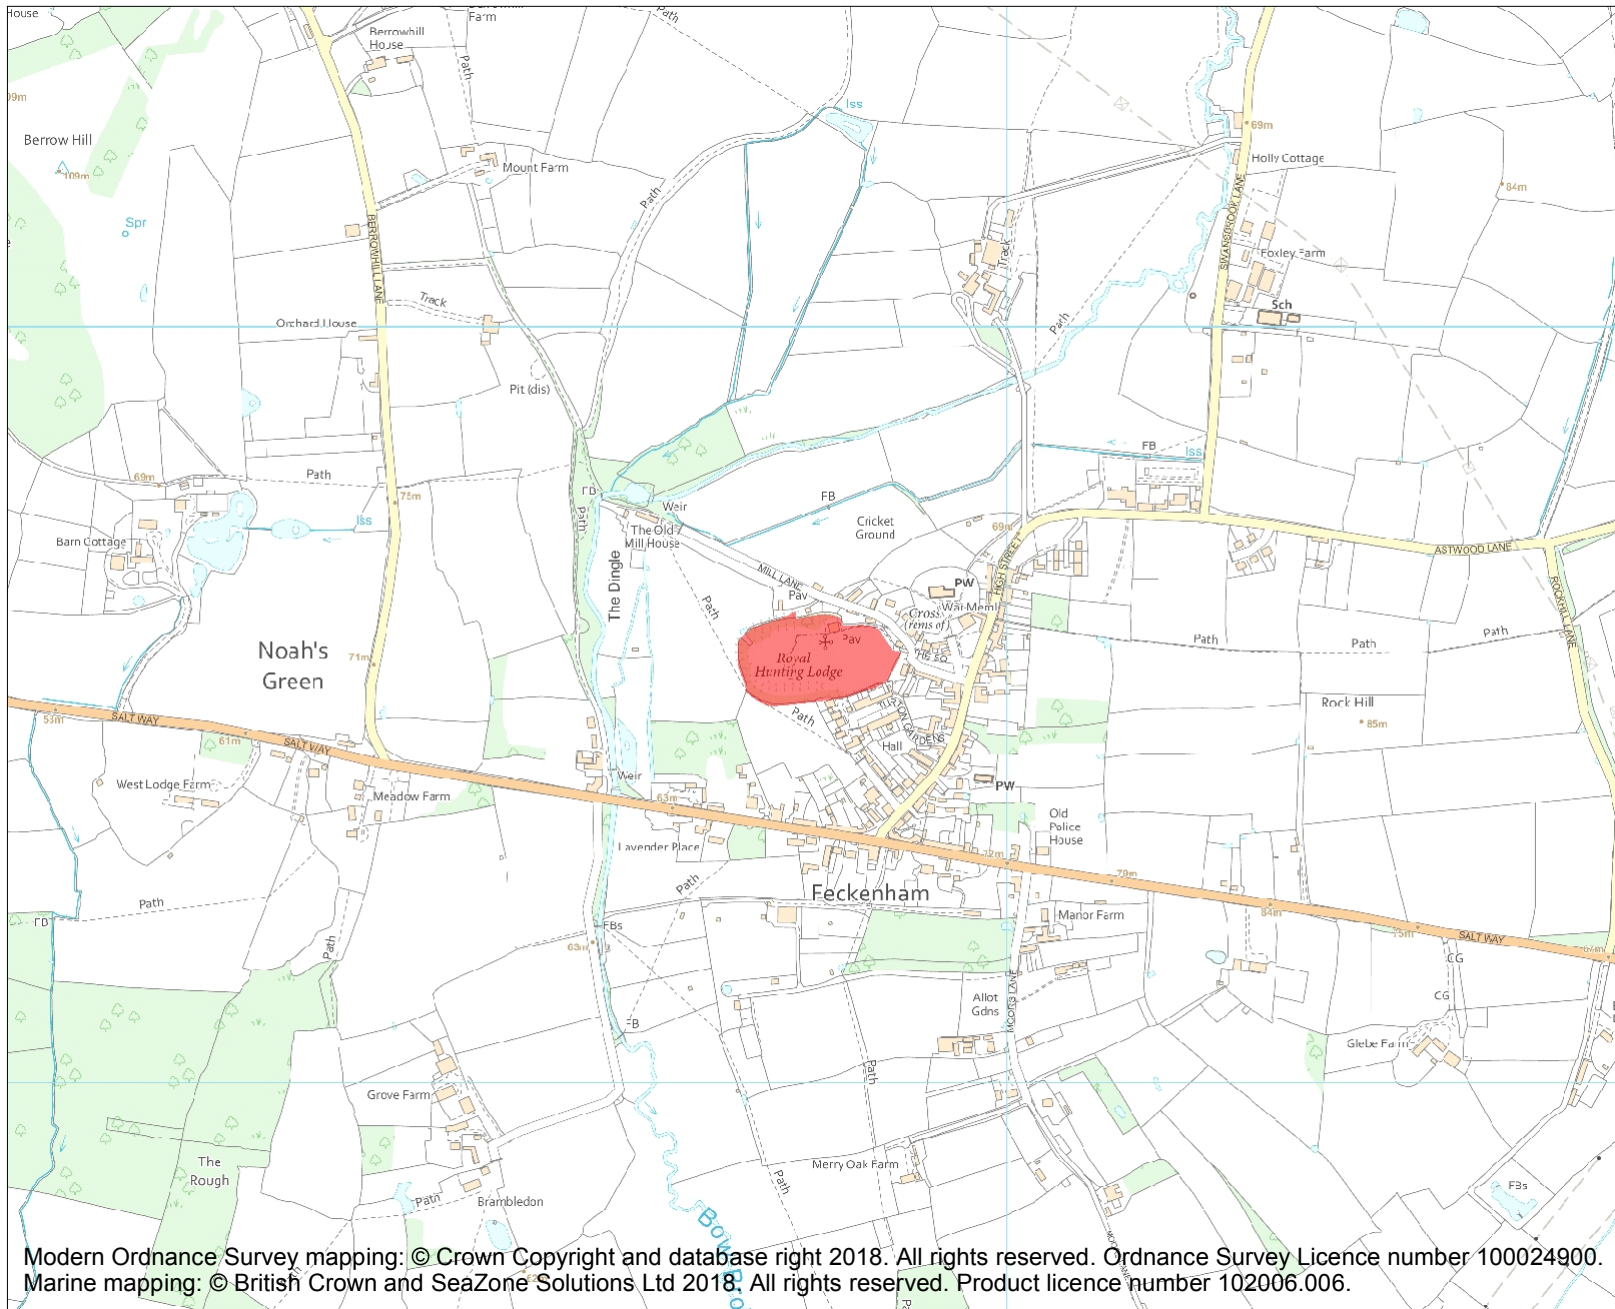 House
Farm
Path
Berrowhill
House
Path
99m
Iss
69m
Berrow Hill
Holly Cottage
Mount Farm
109m
84m
Path
BERROWHILL LANE
SWANSBROOK LANE
Spr
Track
Foxley Farm
Track
Sch
Orchard House
Path
Pit (dis)
FB
Iss
69m
Path
75m
FB
FB
Weir
Path
Iss
Cricket
Ground
69m
The Old
Mill House
Barn Cottage
HIGH STREET
ASTWOOD LANE
The Dingle
MILL LANE
PW
ROCKHILL LANE
Pav
Path
Cross
(rems of)
War Meml
Noah's
Green
71m
Pav
Royal
Hunting Lodge
THE SQ
Path
Path
Path
Rock Hill
85m
53m
SALT WAY
61m
SALT WAY
Path
Hall
GARDENS
West Lodge Farm
Meadow Farm
Weir
63m
PW
Old
Police
House
Lavender Place
72m
79m
Path
Feckenham
Path
FB
84m
Manor Farm
FBs
63m
Path
75m
SALT WAY
67m
CG
CG
Allot
Gdns
MOORS LANE
FB
Glebe Farm
Path
Grove Farm
Merry Oak Farm
The
Rough
Path
Path
Brambledon
FBs
Bow Brook
Modern Ordnance Survey mapping: © Crown Copyright and database right 2018. All rights reserved. Ordnance Survey Licence number 100024900.
Marine mapping: © British Crown and SeaZone Solutions Ltd 2018. All rights reserved. Product licence number 102006.006.